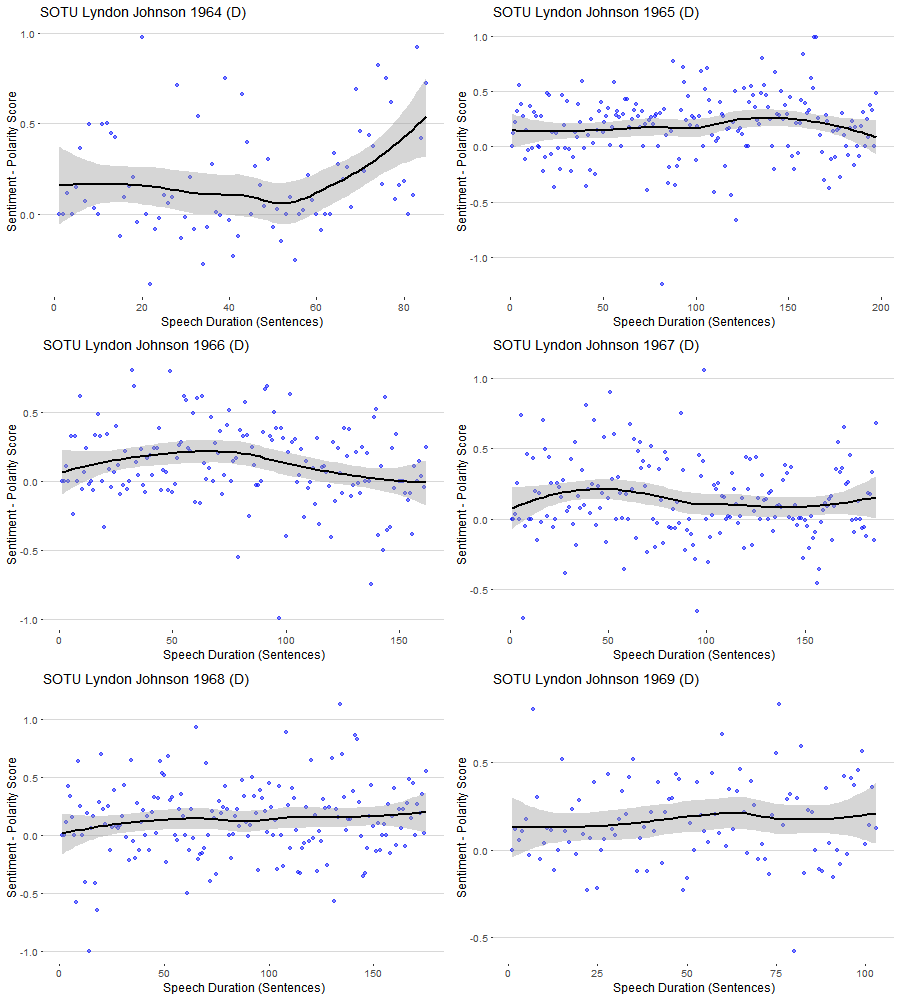 SOTU Lyndon Johnson 1964 (D)
Sentiment - Polarity Score
1.0
0.5
0.0
0
20
40
60
80
Speech Duration (Sentences)
SOTU Lyndon Johnson 1965 (D)
Sentiment - Polarity Score
1.0
0.5
0.0
-0.5
-1.0
0
50
100
150
200
Speech Duration (Sentences)
SOTU Lyndon Johnson 1966 (D)
Sentiment - Polarity Score
0.5
0.0
-0.5
-1.0
0
50
100
150
Speech Duration (Sentences)
SOTU Lyndon Johnson 1967 (D)
Sentiment - Polarity Score
1.0
0.5
0.0
-0.5
0
50
100
150
Speech Duration (Sentences)
SOTU Lyndon Johnson 1968 (D)
Sentiment - Polarity Score
1.0
0.5
0.0
-0.5
-1.0
0
50
100
150
Speech Duration (Sentences)
SOTU Lyndon Johnson 1969 (D)
Sentiment - Polarity Score
0.5
0.0
-0.5
0
25
50
75
100
Speech Duration (Sentences)